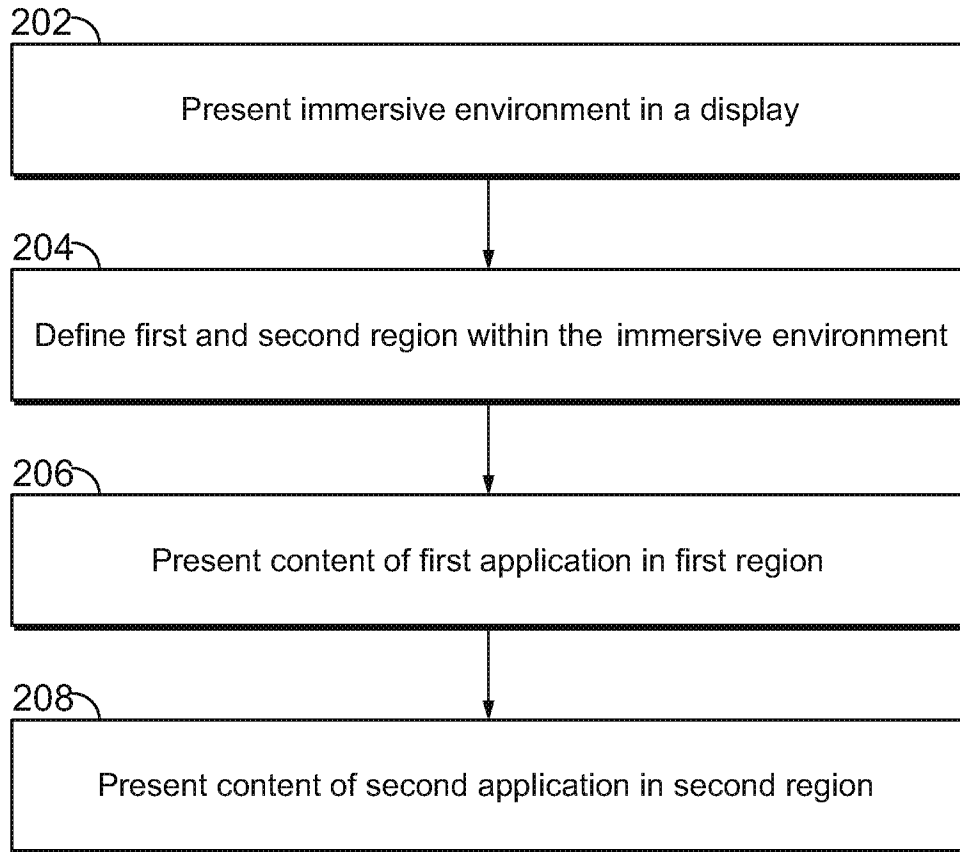 202
Present immersive environment in a display
204
Define first and second region within the immersive environment
206
Present content of first application in first region
208
Present content of second application in second region